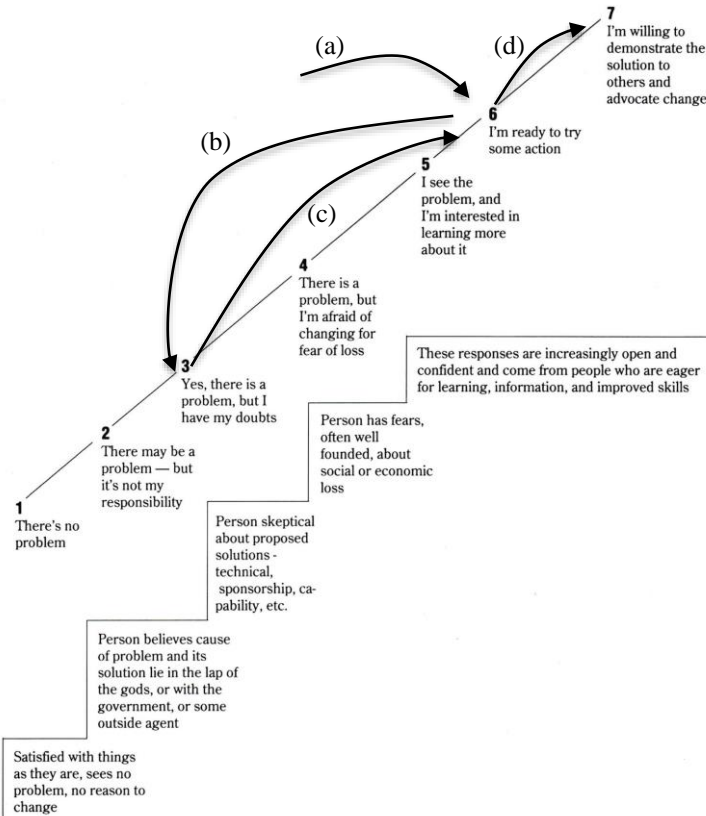 (a)
(d)
7
I'm willing to
demonstrate the
solution to
others and
advocate change
6
I'm ready to try
some action
(b)
5
I see the
problem, and
I'm interested in
learning more
about it
(c)
4
There is a
problem, but
I'm afraid of
changing for
fear of loss
3
Yes, there is a
problem, but I
have my doubts
2
There may be a
problem — but
it's not my
responsibility
1
There's no
problem
These responses are increasingly open and
confident and come from people who are eager
for learning, information, and improved skills
Person has fears,
often well
founded, about
social or economic
loss
Person skeptical
about proposed
solutions -
technical,
sponsorship, ca-
pability, etc.
Person believes cause
of problem and its
solution lie in the lap of
the gods, or with the
government, or some
outside agent
Satisfied with things
as they are, sees no
problem, no reason to
change